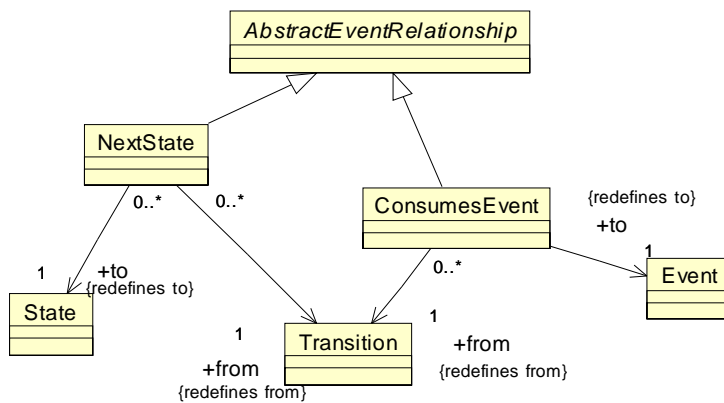 AbstractEventRelationship
NextState
0..*
0..*
ConsumesEvent
{redefines to}
+to
0..*
1
1
+to
{redefines to}
Event
State
1
1
Transition
+from
{redefines from}
+from
{redefines from}